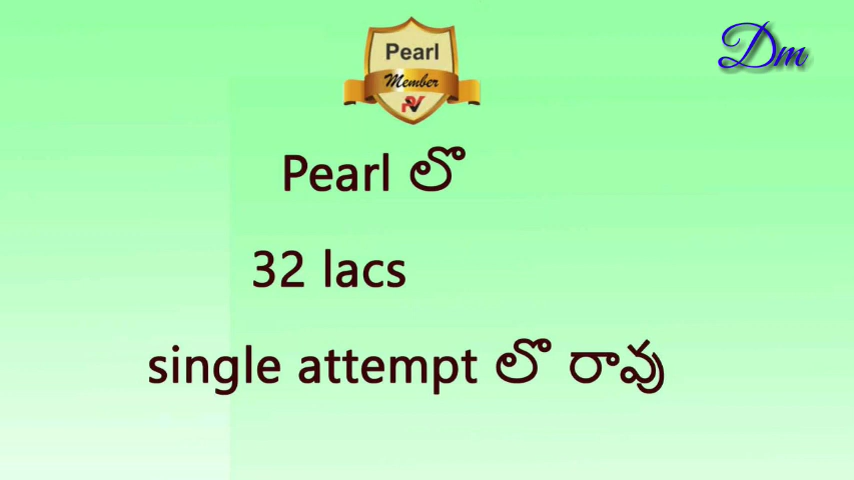 Dm
Pearl
Member
Pearl లొ
32 lacs
single attempt లొ రావు